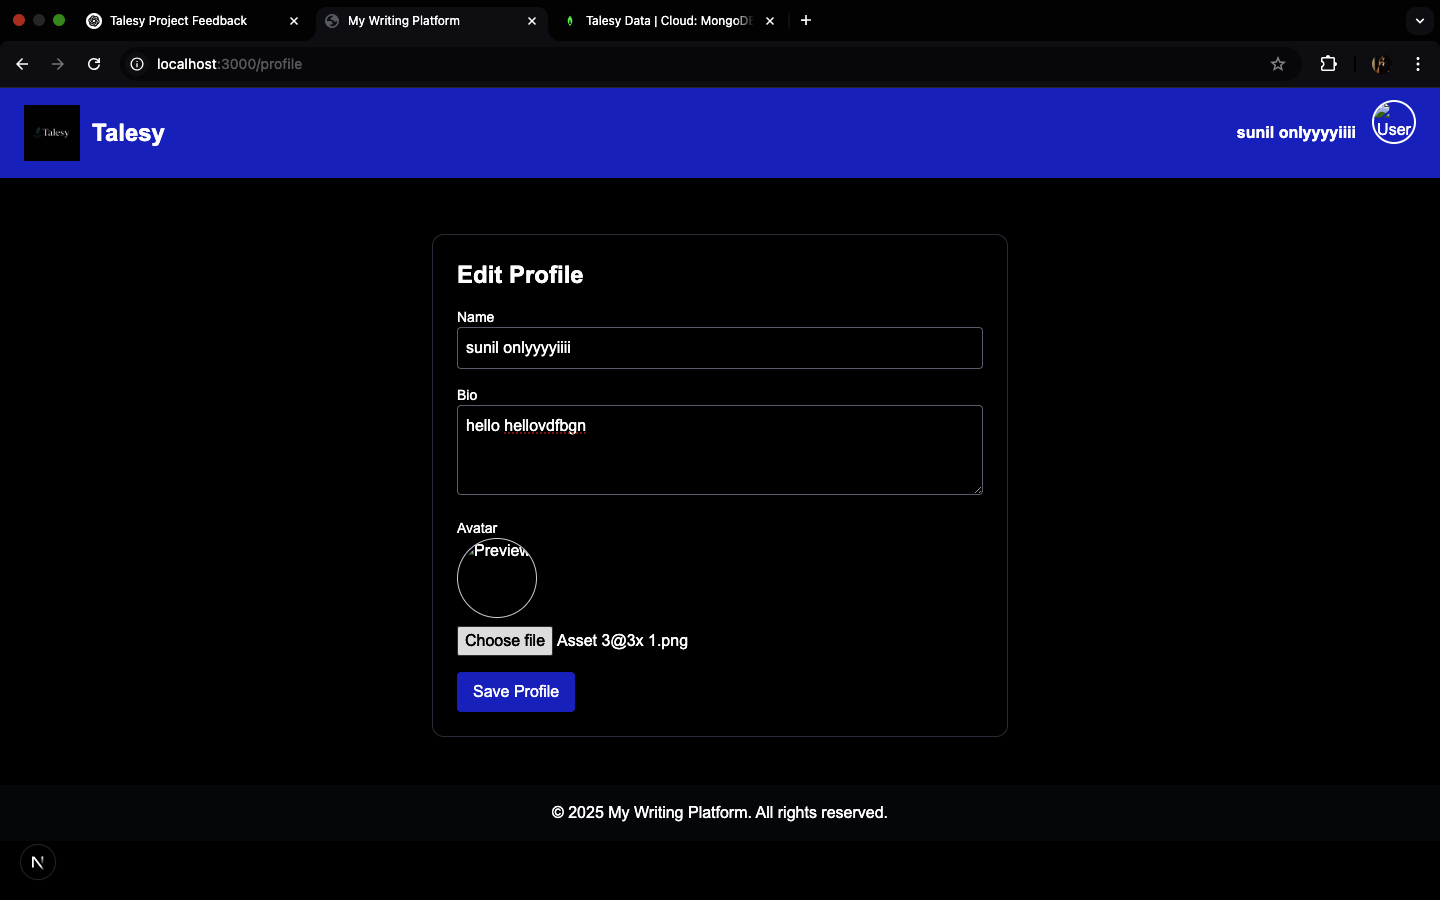 Talesy Project Feedback
My Writing Platform
Talesy Data | Cloud: MongoDB
localhost:3000/profile
Talesy
Talesy
sunil onlyyyyiiii
User
Edit Profile
Name
sunil onlyyyyiiii
Bio
hello hellovdfbgn
Avatar
Preview
Choose file Asset 3@3x 1.png
Save Profile
© 2025 My Writing Platform. All rights reserved.
N